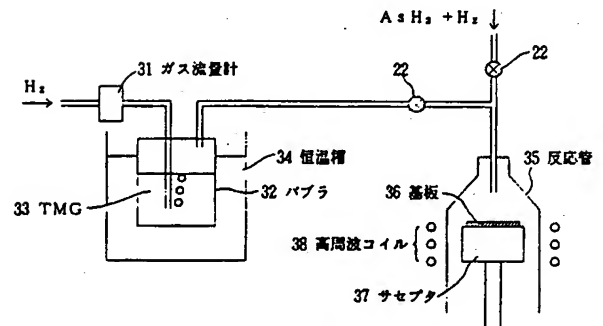 AsH₃ + H₂
22
31 ガス流量計
22
H₂
34 恒温槽
35 反応管
32 バブラ
36 基板
33 TMG
38 高周波コイル
37 サセプタ